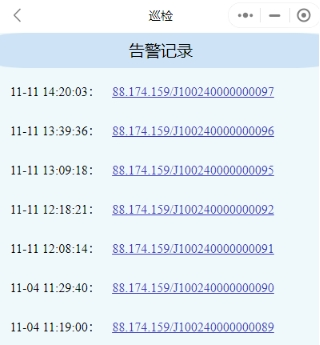 巡检
告警记录
11-11 14:20:03： 88.174.159/J100240000000097
11-11 13:39:36： 88.174.159/J100240000000096
11-11 13:09:18： 88.174.159/J100240000000095
11-11 12:18:21： 88.174.159/J100240000000092
11-11 12:08:14： 88.174.159/J100240000000091
11-04 11:29:40： 88.174.159/J100240000000090
11-04 11:19:00： 88.174.159/J100240000000089